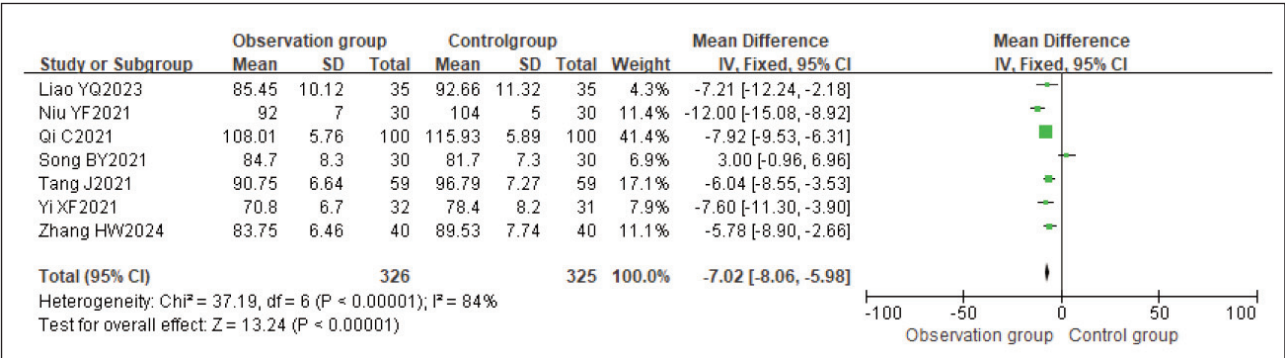 Observation group Controlgroup Mean Difference Mean Difference
Study or Subgroup Mean SD Total Mean SD Total Weight IV, Fixed, 95% CI IV, Fixed, 95% CI
Liao YQ2023 85.45 10.12 35 92.66 11.32 35 4.3% -7.21 [-12.24, -2.18]
Niu YF2021 92 7 30 104 5 30 11.4% -12.00 [-15.08, -8.92]
Qi C2021 108.01 5.76 100 115.93 5.89 100 41.4% -7.92 [-9.53, -6.31]
Song BY2021 84.7 8.3 30 81.7 7.3 30 6.9% 3.00 [-0.96, 6.96]
Tang J2021 90.75 6.64 59 96.79 7.27 59 17.1% -6.04 [-8.55, -3.53]
Yi XF2021 70.8 6.7 32 78.4 8.2 31 7.9% -7.60 [-11.30, -3.90]
Zhang HW2024 83.75 6.46 40 89.53 7.74 40 11.1% -5.78 [-8.90, -2.66]
Total (95% CI) 326 325 100.0% -7.02 [-8.06, -5.98]
Heterogeneity: Chi² = 37.19, df = 6 (P < 0.00001); I² = 84%
Test for overall effect: Z = 13.24 (P < 0.00001)
-100 -50 0 50 100
Observation group Control group